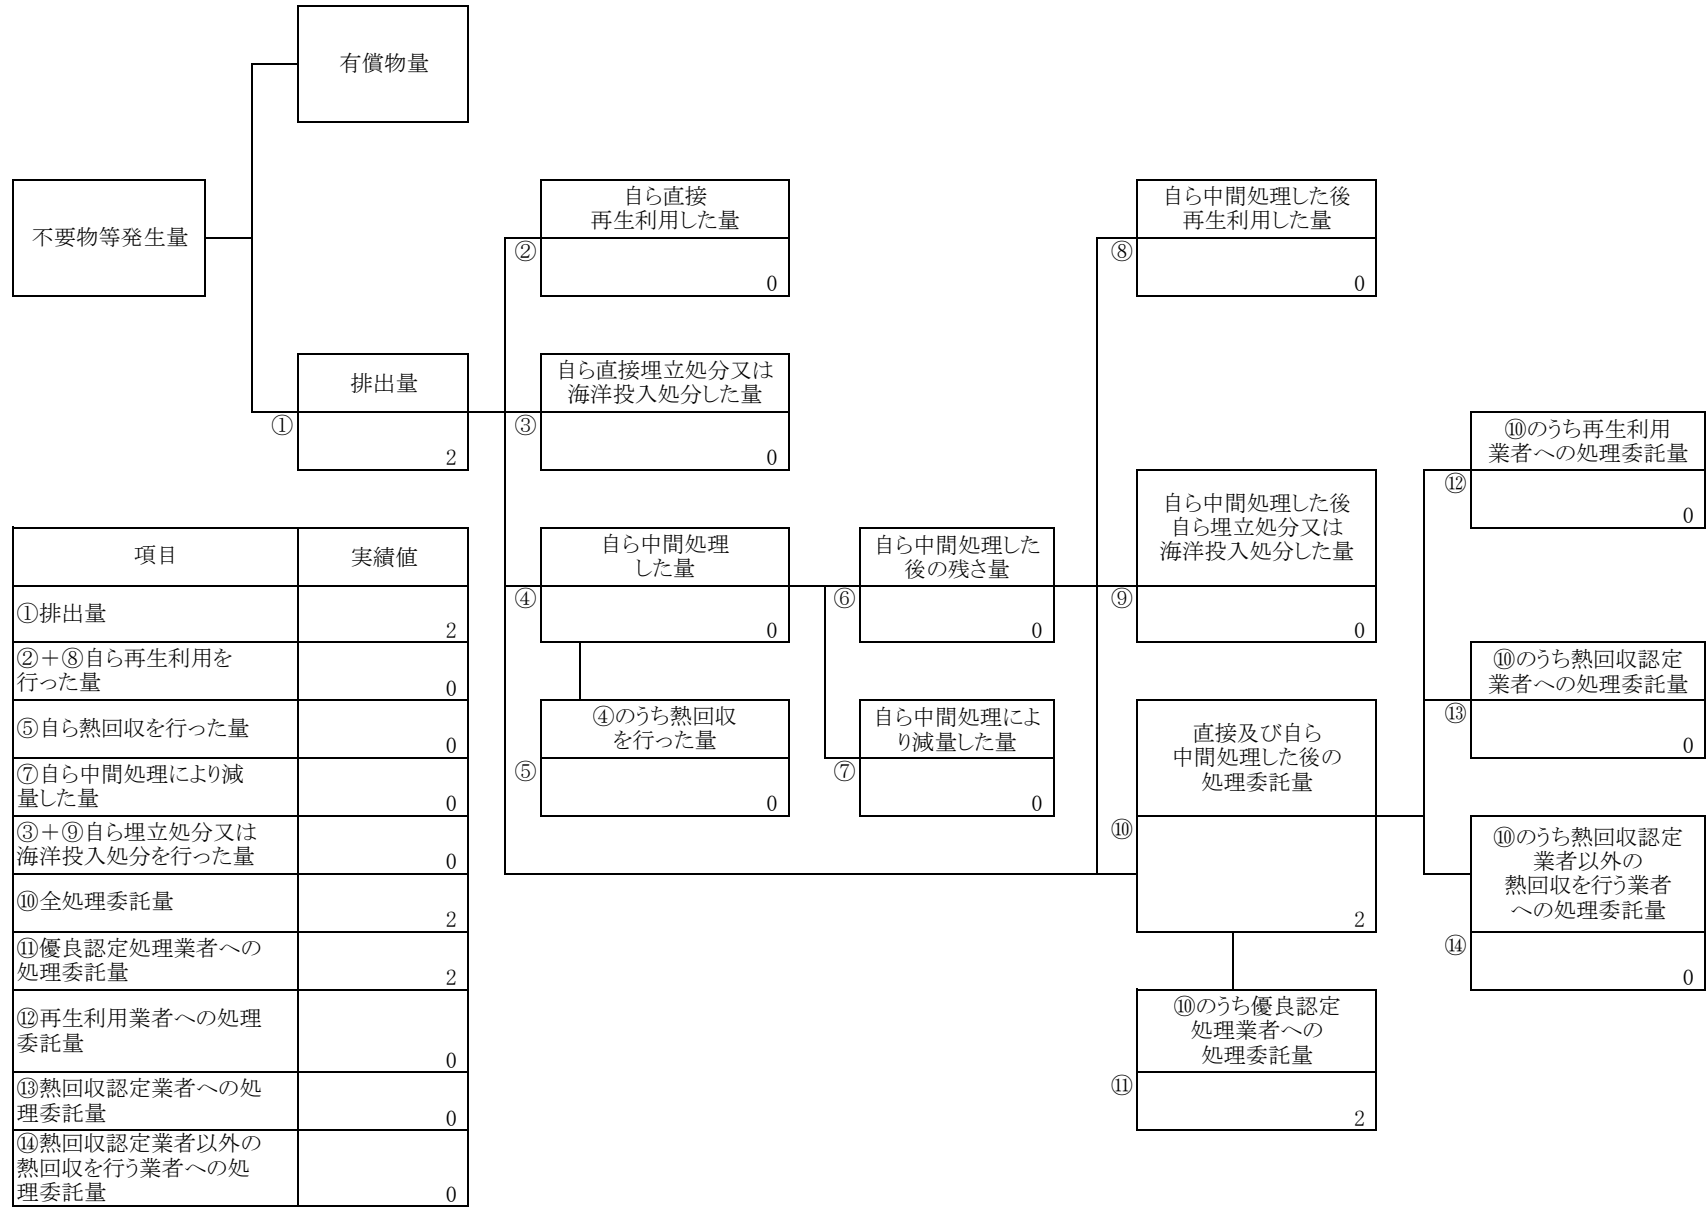 有償物量
不要物等発生量
自ら直接
再生利用した量
②
0
自ら中間処理した後
再生利用した量
⑧
0
排出量
①
2
自ら直接埋立処分又は
海洋投入処分した量
③
0
⑩のうち再生利用
業者への処理委託量
⑫
0
自ら中間処理した後
自ら埋立処分又は
海洋投入処分した量
⑨
0
自ら中間処理
した量
④
0
自ら中間処理した
後の残さ量
⑥
0
⑩のうち熱回収認定
業者への処理委託量
⑬
0
④のうち熱回収
を行った量
⑤
0
自ら中間処理によ
り減量した量
⑦
0
直接及び自ら
中間処理した後の
処理委託量
⑩
2
⑩のうち熱回収認定
業者以外の
熱回収を行う業者
への処理委託量
⑭
0
⑩のうち優良認定
処理業者への
処理委託量
⑪
2
項目 実績値
①排出量
2
②＋⑧自ら再生利用を
行った量
0
⑤自ら熱回収を行った量
0
⑦自ら中間処理により減
量した量
0
③＋⑨自ら埋立処分又は
海洋投入処分を行った量
0
⑩全処理委託量
2
⑪優良認定処理業者への
処理委託量
2
⑫再生利用業者への処理
委託量
0
⑬熱回収認定業者への処
理委託量
0
⑭熱回収認定業者以外の
熱回収を行う業者への処
理委託量
0